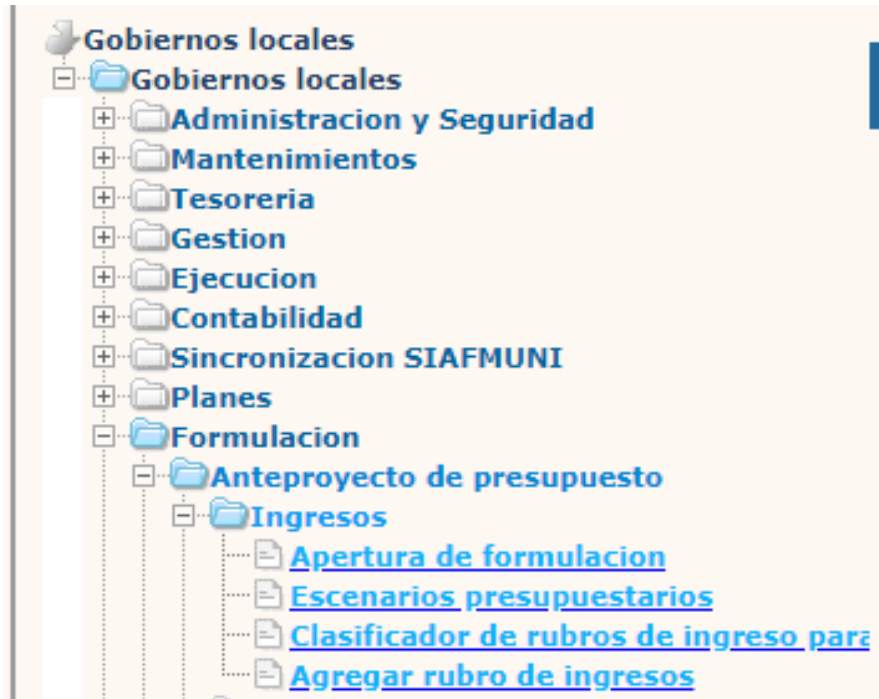 Gobiernos locales
Gobiernos locales
Administracion y Seguridad
Mantenimientos
Tesoreria
Gestion
Ejecucion
Contabilidad
Sincronizacion SIAFMUNI
Planes
Formulacion
Anteproyecto de presupuesto
Ingresos
Apertura de formulacion
Escenarios presupuestarios
Clasificador de rubros de ingreso para
Agregar rubro de ingresos